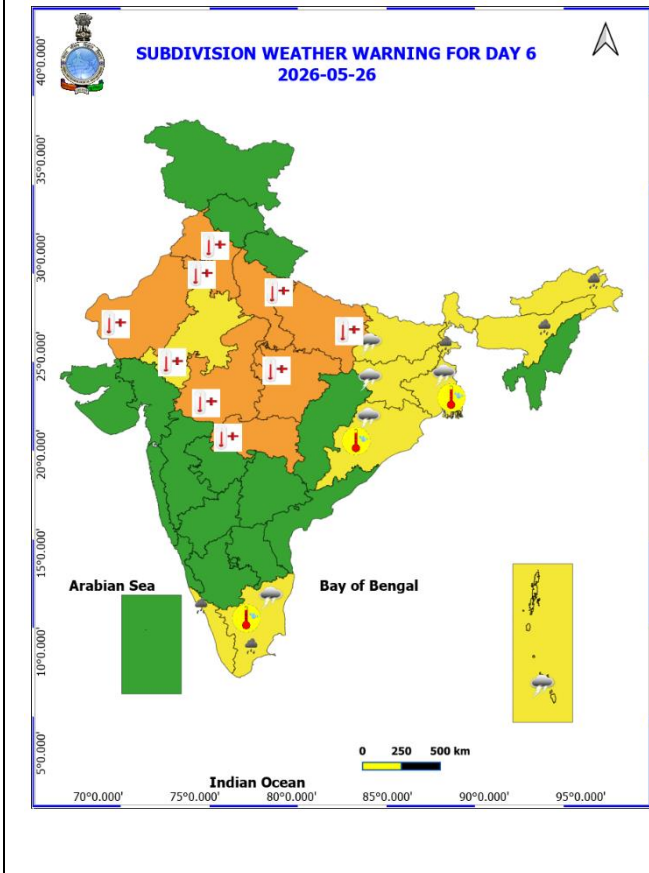 SUBDIVISION WEATHER WARNING FOR DAY 6
2026-05-26
40°0.000'
35°0.000'
30°0.000'
25°0.000'
20°0.000'
15°0.000'
10°0.000'
5°0.000'
Arabian Sea
Bay of Bengal
0 250 500 km
Indian Ocean
70°0.000' 75°0.000' 80°0.000' 85°0.000' 90°0.000' 95°0.000'